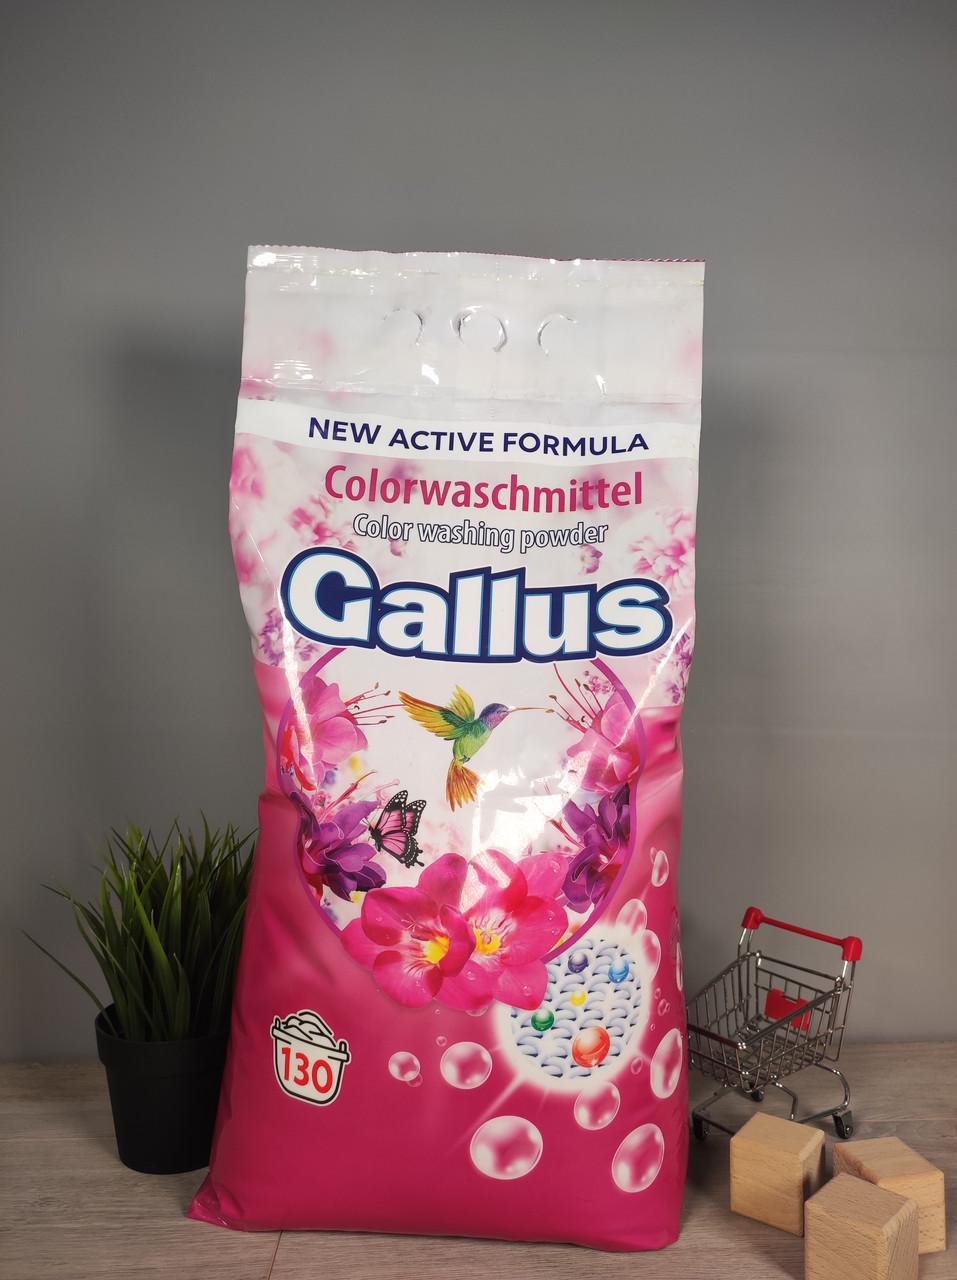 NEW ACTIVE FORMULA
Colorwaschmittel
Color washing powder
Gallus
130